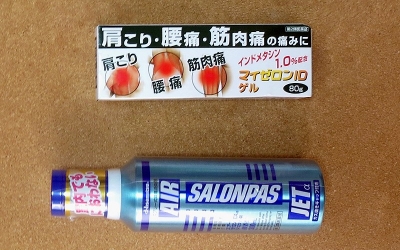 肩こり・腰痛・筋肉痛の痛みに
肩こり
腰痛
筋肉痛
インドメタシン
1.0%配合
マイゼロンID
ゲル
80g
AIR
SALONPAS
JET